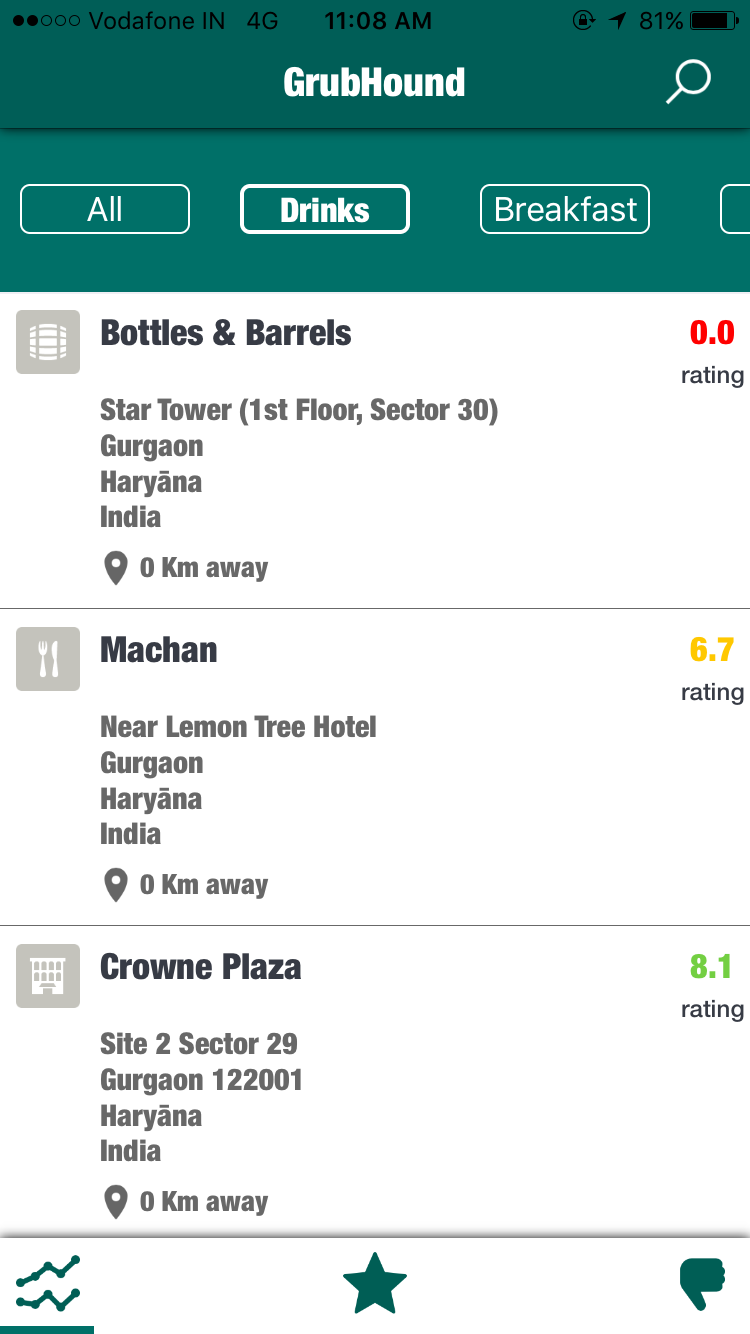 Vodafone IN 4G 11:08 AM 81%
GrubHound
All Drinks Breakfast
Bottles & Barrels 0.0
rating
Star Tower (1st Floor, Sector 30)
Gurgaon
Haryāna
India
0 Km away
Machan 6.7
rating
Near Lemon Tree Hotel
Gurgaon
Haryāna
India
0 Km away
Crowne Plaza 8.1
rating
Site 2 Sector 29
Gurgaon 122001
Haryāna
India
0 Km away